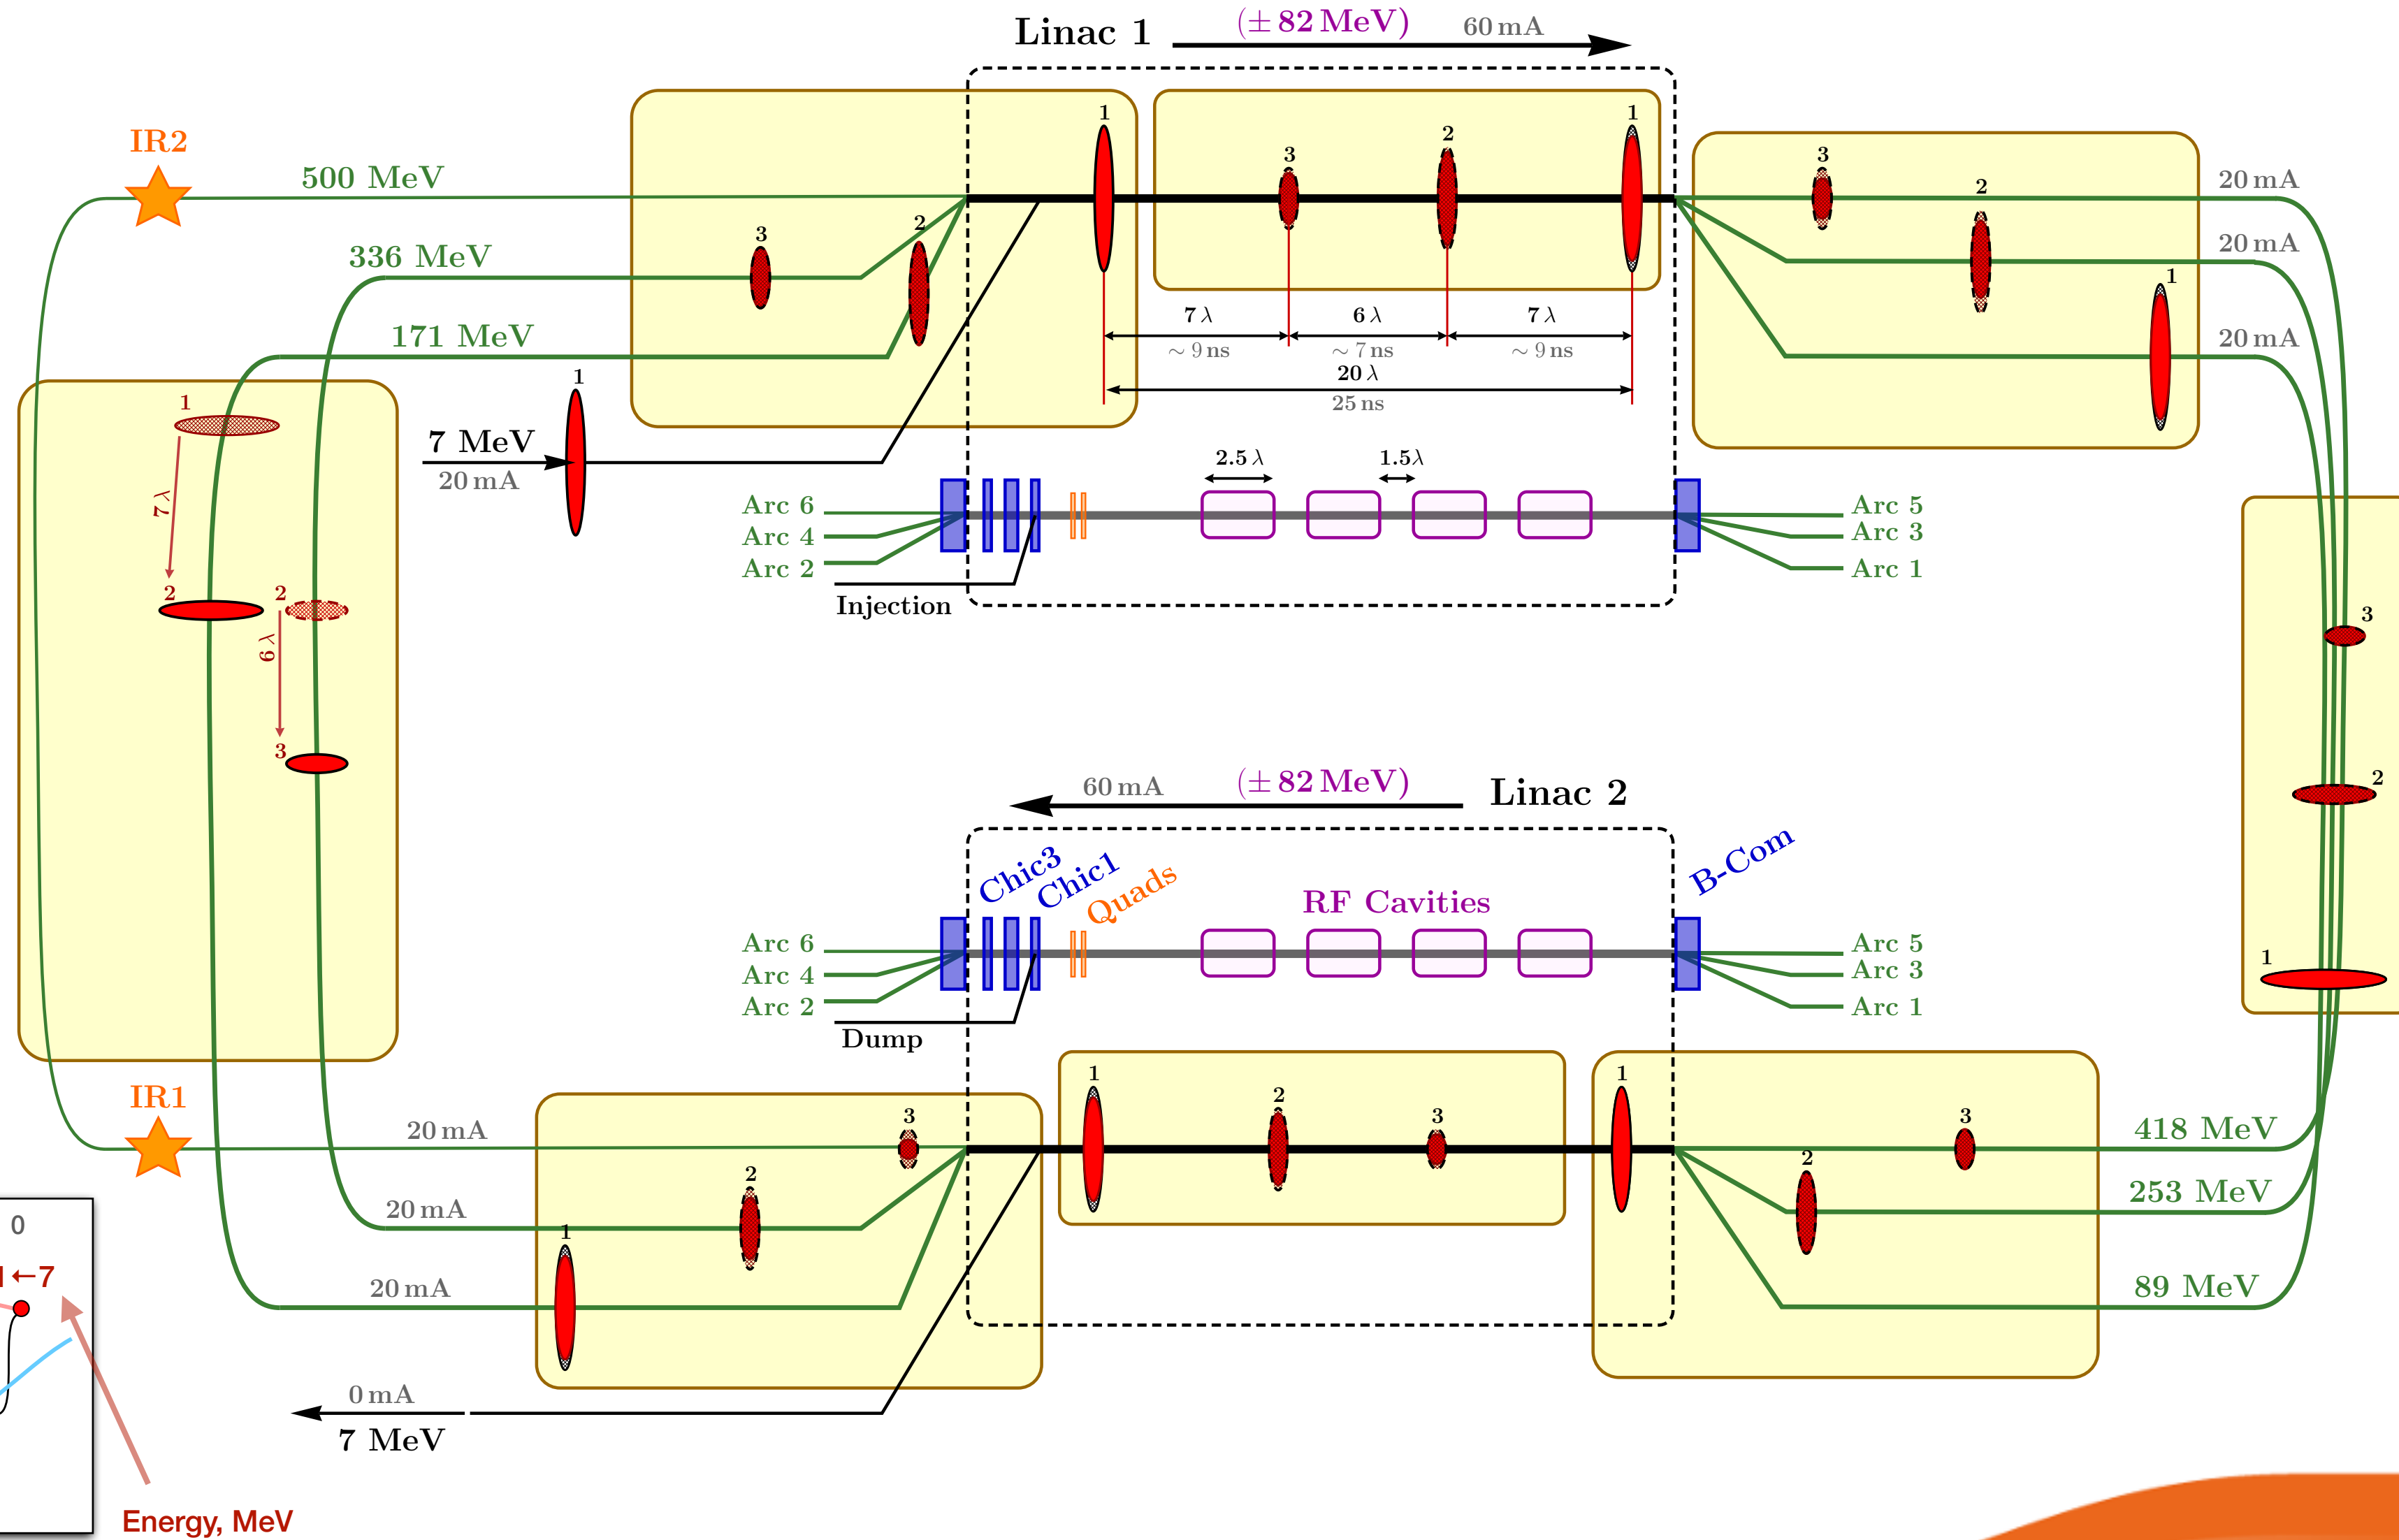 Linac 1
(± 82 MeV)
60 mA
IR2
500 MeV
336 MeV
171 MeV
3
2
1
3
2
1
3
2
1
20 mA
20 mA
20 mA
7 λ
6 λ
7 λ
~ 9 ns
~ 7 ns
~ 9 ns
20 λ
25 ns
1
7 MeV
20 mA
1
7 λ
2
2
6 λ
3
2.5 λ
1.5λ
Arc 6
Arc 4
Arc 2
Injection
Arc 5
Arc 3
Arc 1
3
2
1
60 mA
(± 82 MeV)
Linac 2
Chic3
Chic1
Quads
RF Cavities
B-Com
Arc 6
Arc 4
Arc 2
Dump
Arc 5
Arc 3
Arc 1
IR1
20 mA
20 mA
20 mA
3
2
1
1
2
3
1
2
3
418 MeV
253 MeV
89 MeV
0 mA
7 MeV
0
←7
Energy, MeV